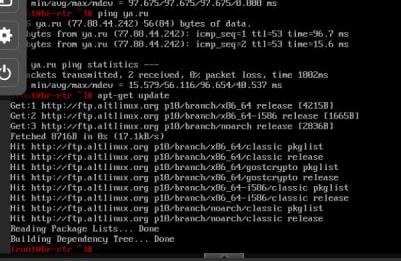 min/avg/max/mdev = 97.675/97.675/97.675/0.000 ms
root@hr-rtr ~]# ping ya.ru
ya.ru (77.88.44.242) 56(84) bytes of data.
bytes from ya.ru (77.88.44.242): icmp_seq=1 ttl=53 time=96.7 ms
bytes from ya.ru (77.88.44.242): icmp_seq=2 ttl=53 time=15.6 ms
ya.ru ping statistics ---
ackets transmitted, 2 received, 0% packet loss, time 1002ms
min/avg/max/mdev = 15.579/56.116/96.654/40.537 ms
root@hr-rtr ~]# apt-get update
Get:1 http://ftp.altlinux.org p10/branch/x86_64 release [4215B]
Get:2 http://ftp.altlinux.org p10/branch/x86_64-i586 release [1665B]
Get:3 http://ftp.altlinux.org p10/branch/noarch release [2836B]
Fetched 8716B in 0s (17.1kB/s)
Hit http://ftp.altlinux.org p10/branch/x86_64/classic pkglist
Hit http://ftp.altlinux.org p10/branch/x86_64/classic release
Hit http://ftp.altlinux.org p10/branch/x86_64/gostcrypto pkglist
Hit http://ftp.altlinux.org p10/branch/x86_64/gostcrypto release
Hit http://ftp.altlinux.org p10/branch/x86_64-i586/classic pkglist
Hit http://ftp.altlinux.org p10/branch/x86_64-i586/classic release
Hit http://ftp.altlinux.org p10/branch/noarch/classic pkglist
Hit http://ftp.altlinux.org p10/branch/noarch/classic release
Reading Package Lists... Done
Building Dependency Tree... Done
[root@hr-rtr ~]#